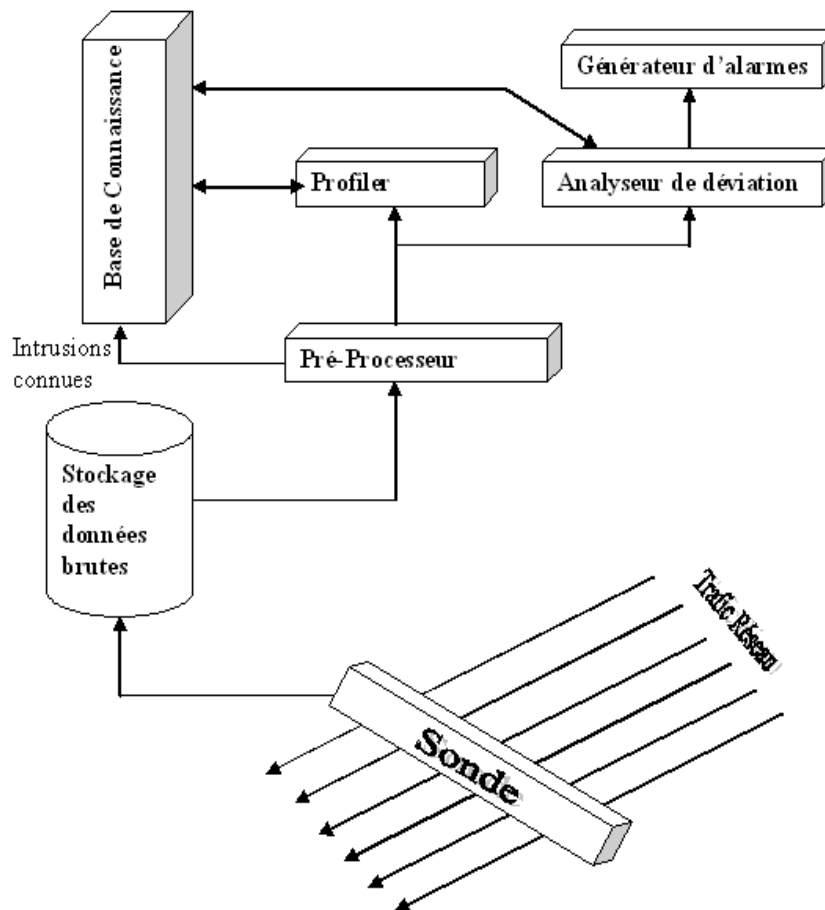 Base de Connaissance
Générateur d'alarmes
Profiler
Analyseur de déviation
Intrusions
connues
Pré-Processeur
Stockage
des
données
brutes
Trafic Réseau
Sonde